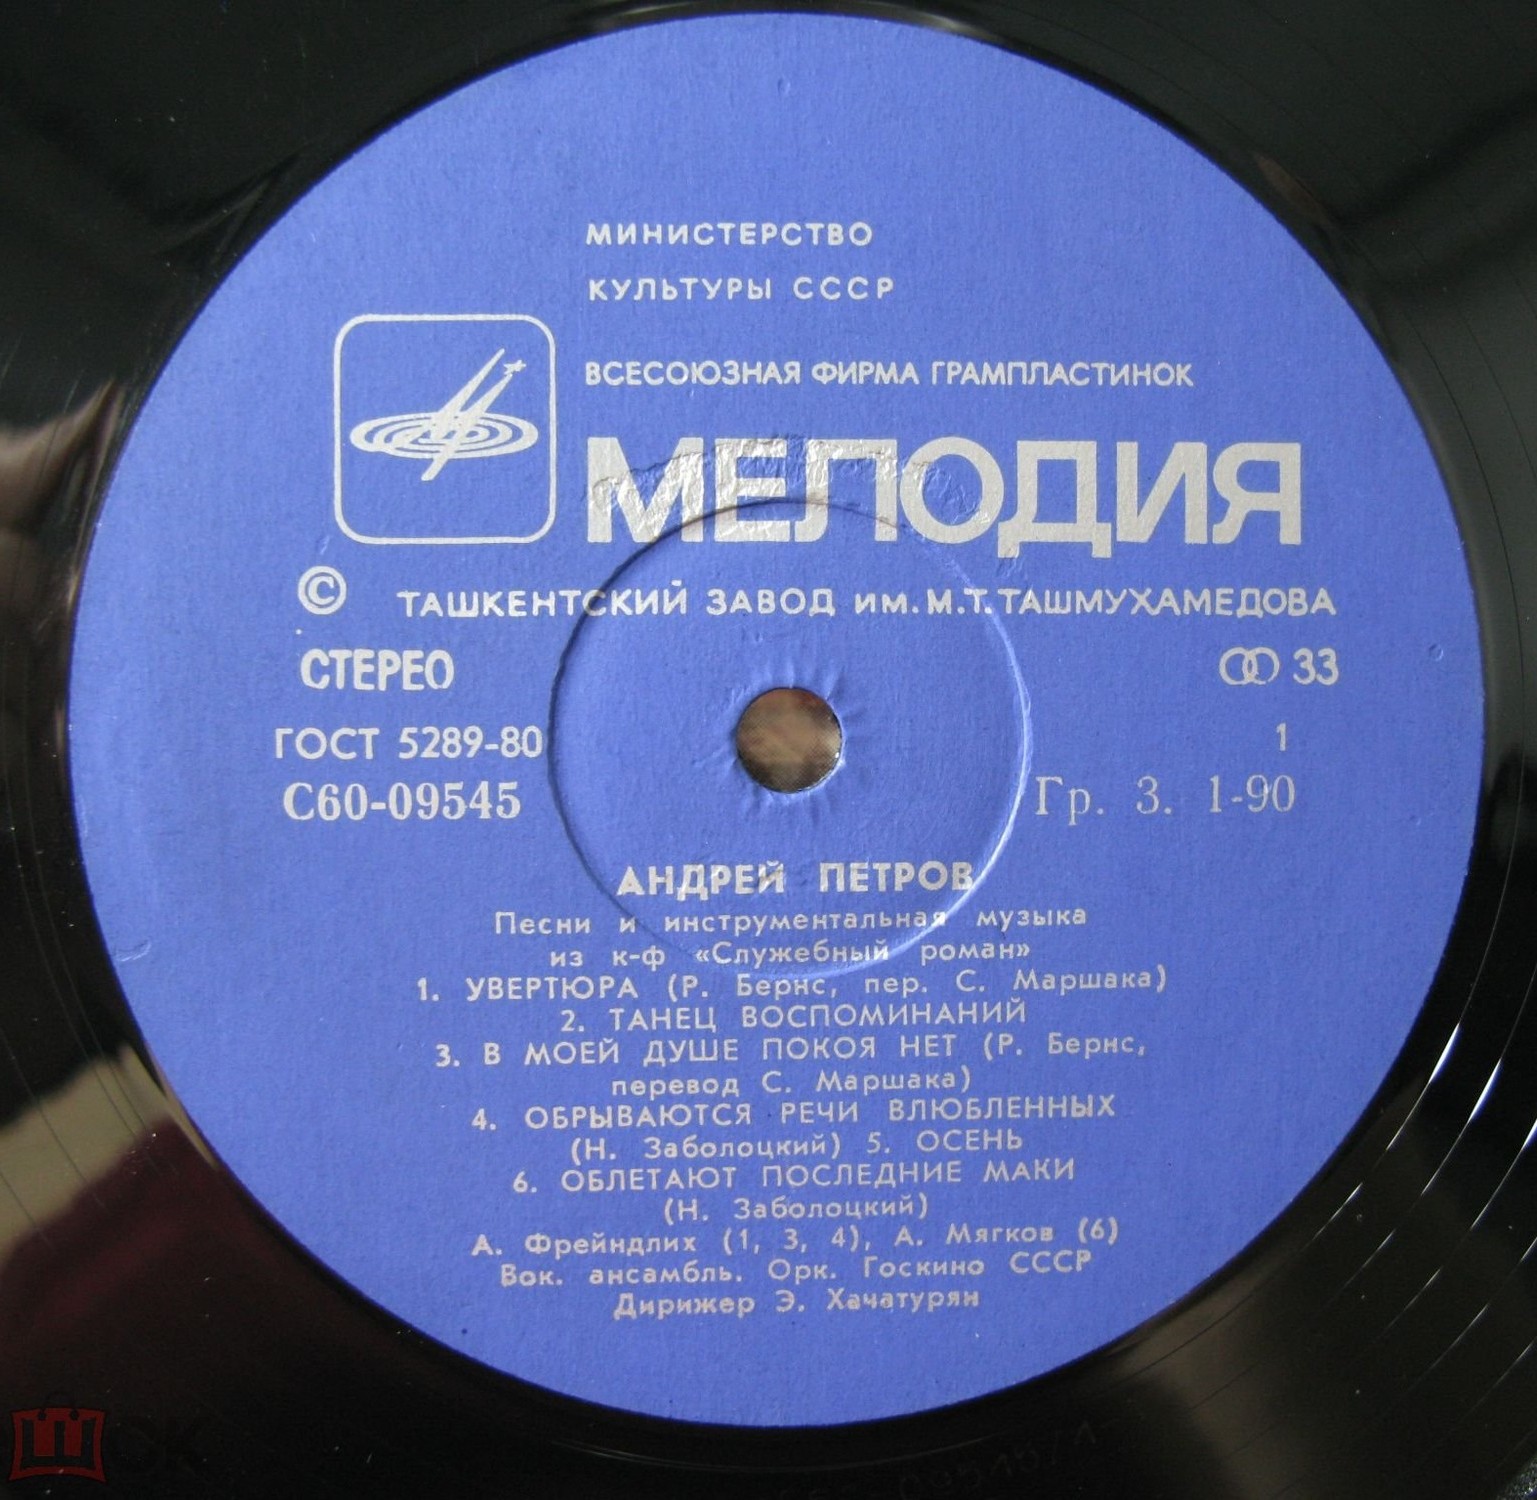 МИНИСТЕРСТВО
КУЛЬТУРЫ СССР
ВСЕСОЮЗНАЯ ФИРМА ГРАМПЛАСТИНОК
МЕЛОДИЯ
© ТАШКЕНТСКИЙ ЗАВОД ИМ. М.Т. ТАШМУХАМЕДОВА
СТЕРЕО 33
ГОСТ 5289-80 1
С60-09545 Гр. 3. 1-90
АНДРЕЙ ПЕТРОВ
Песни и инструментальная музыка
из к-ф «Служебный роман»
1. УВЕРТЮРА (Р. Бернс, пер. С. Маршака)
2. ТАНЕЦ ВОСПОМИНАНИЙ
3. В МОЕЙ ДУШЕ ПОКОЯ НЕТ (Р. Бернс,
перевод С. Маршака)
4. ОБРЫВАЮТСЯ РЕЧИ ВЛЮБЛЕННЫХ
(Н. Заболоцкий) 5. ОСЕНЬ
6. ОБЛЕТАЮТ ПОСЛЕДНИЕ МАКИ
(Н. Заболоцкий)
А. Фрейндлих (1, 3, 4), А. Мягков (6)
Вок. ансамбль. Орк. Госкино СССР
Дирижер Э. Хачатурян